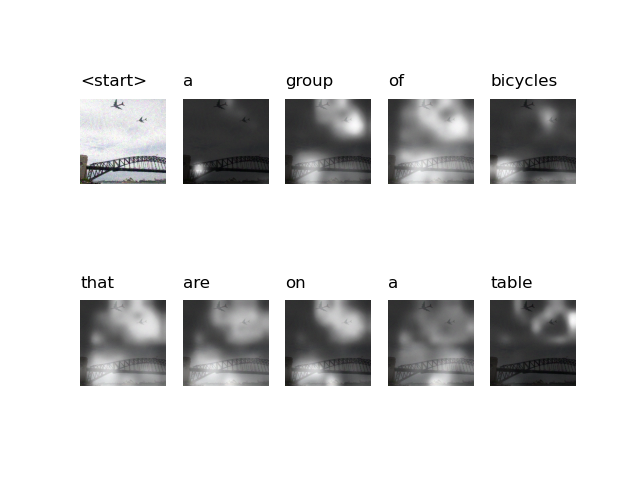 <start> a group of bicycles
that are on a table